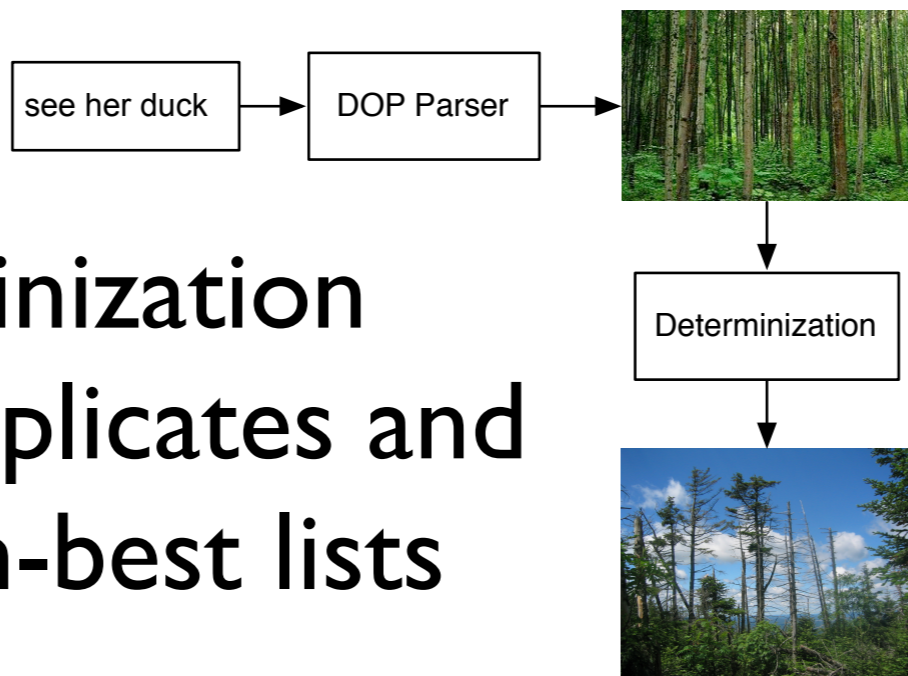 see her duck
DOP Parser
Determinization
inization
plicates and
-best lists